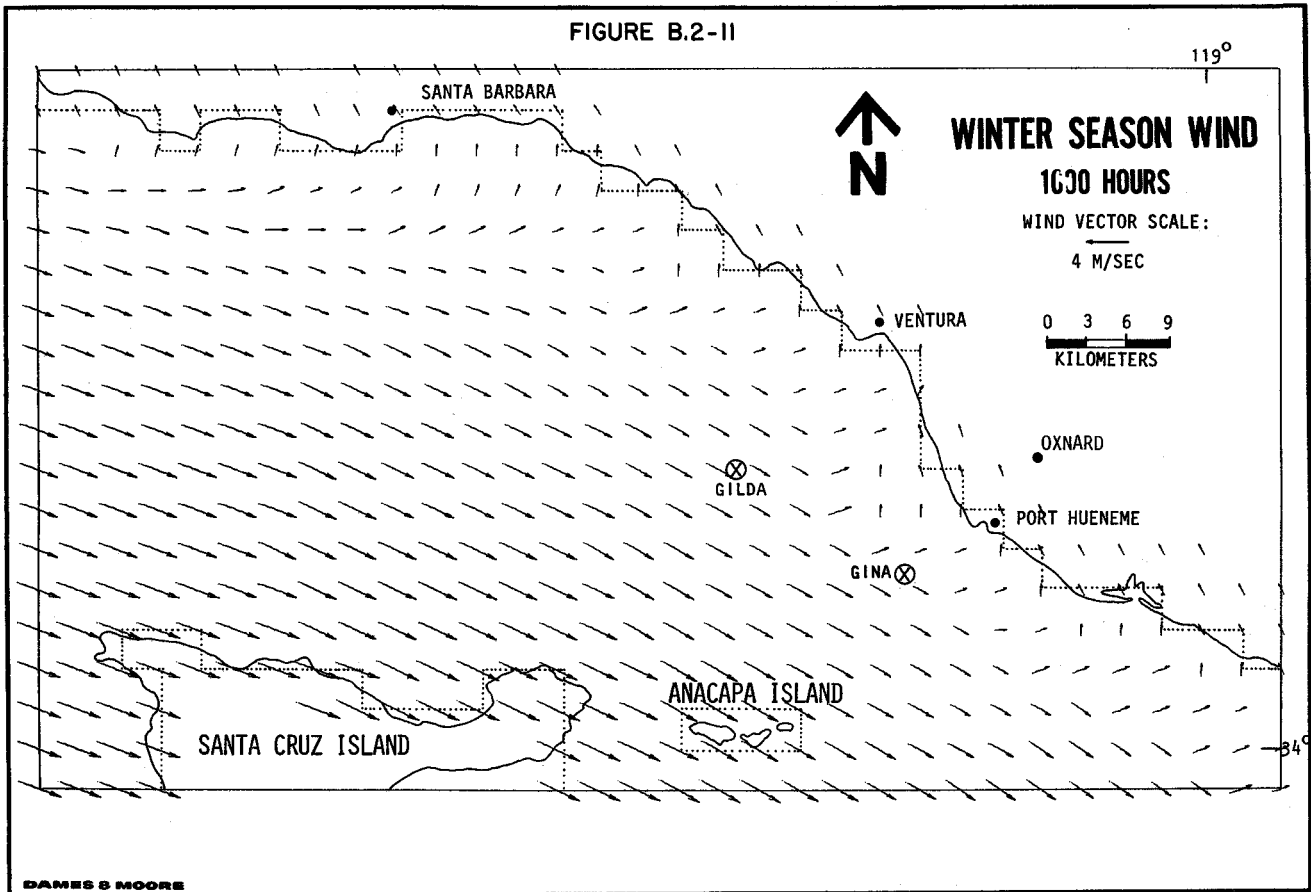 FIGURE B.2-11
119°
SANTA BARBARA
N
WINTER SEASON WIND
1000 HOURS
WIND VECTOR SCALE:
4 M/SEC
0 3 6 9
KILOMETERS
VENTURA
OXNARD
GILDA
PORT HUENEME
GINA
ANACAPA ISLAND
SANTA CRUZ ISLAND
34°
DAMES & MOORE